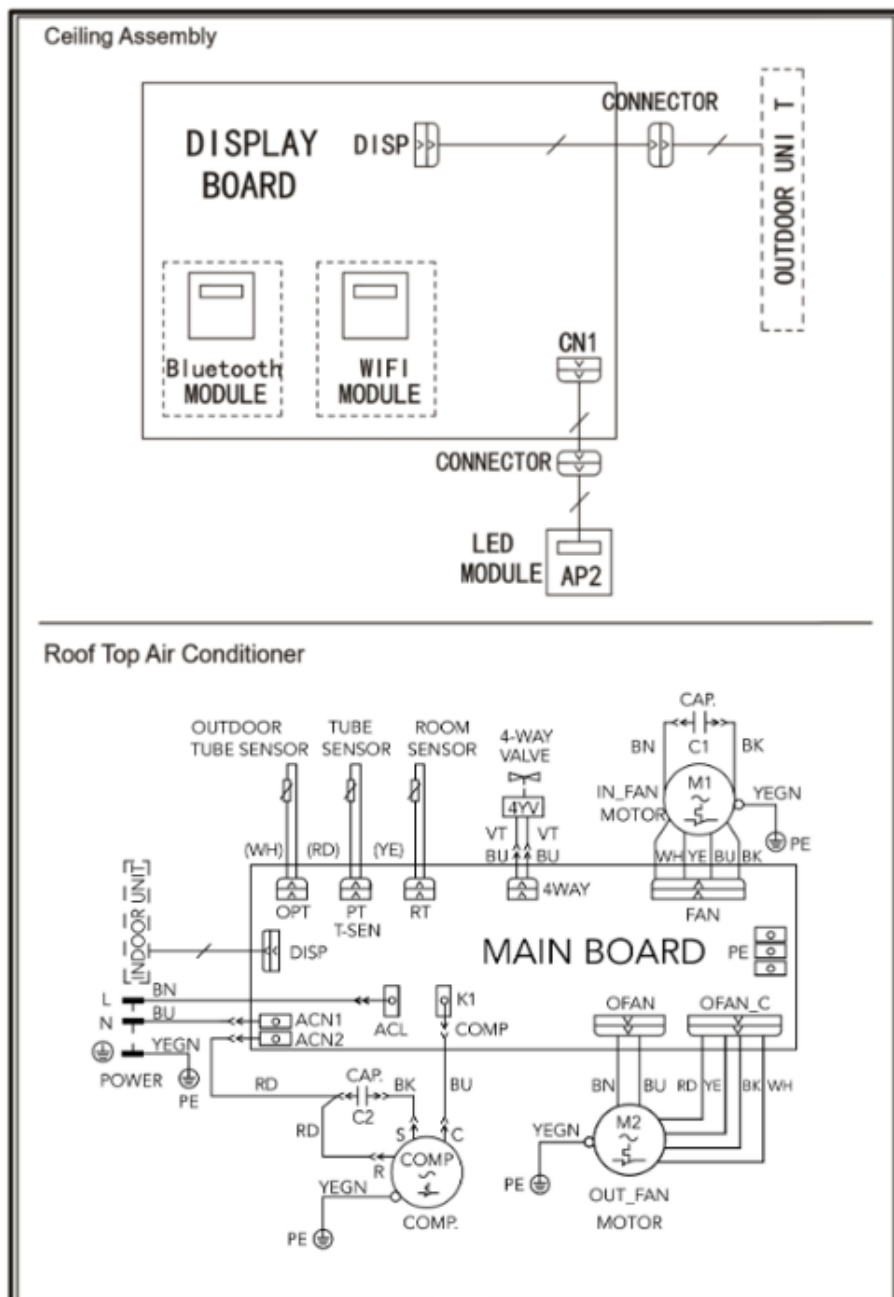 Ceiling Assembly
CONNECTOR
OUTDOOR UNI T
DISPLAY
BOARD
DISP
Bluetooth
MODULE
WIFI
MODULE
CN1
CONNECTOR
LED
MODULE
AP2
Roof Top Air Conditioner
OUTDOOR
TUBE SENSOR
TUBE
SENSOR
ROOM
SENSOR
4-WAY
VALVE
4YV
CAP.
C1
BN
BK
M1
IN_FAN
MOTOR
YEGN
PE
VT
VT
BU
BU
(WH)
(RD)
(YE)
WH
YE
BU
BK
OPT
PT
T-SEN
RT
4WAY
FAN
INDOOR UNIT
DISP
MAIN BOARD
PE
L
BN
N
BU
ACN1
ACN2
ACL
K1
COMP
OFAN
OFAN_C
YEGN
POWER
PE
RD
CAP.
C2
BK
BU
BN
BU
RD
YE
BK
WH
RD
S
C
R
COMP
YEGN
PE
COMP.
YEGN
M2
PE
OUT_FAN
MOTOR